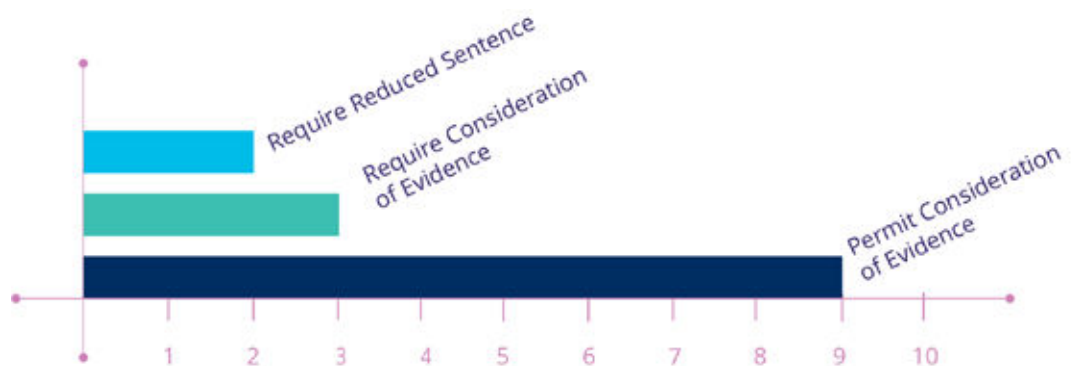 Require Reduced Sentence
Require Consideration
of Evidence
Permit Consideration
of Evidence
1 2 3 4 5 6 7 8 9 10